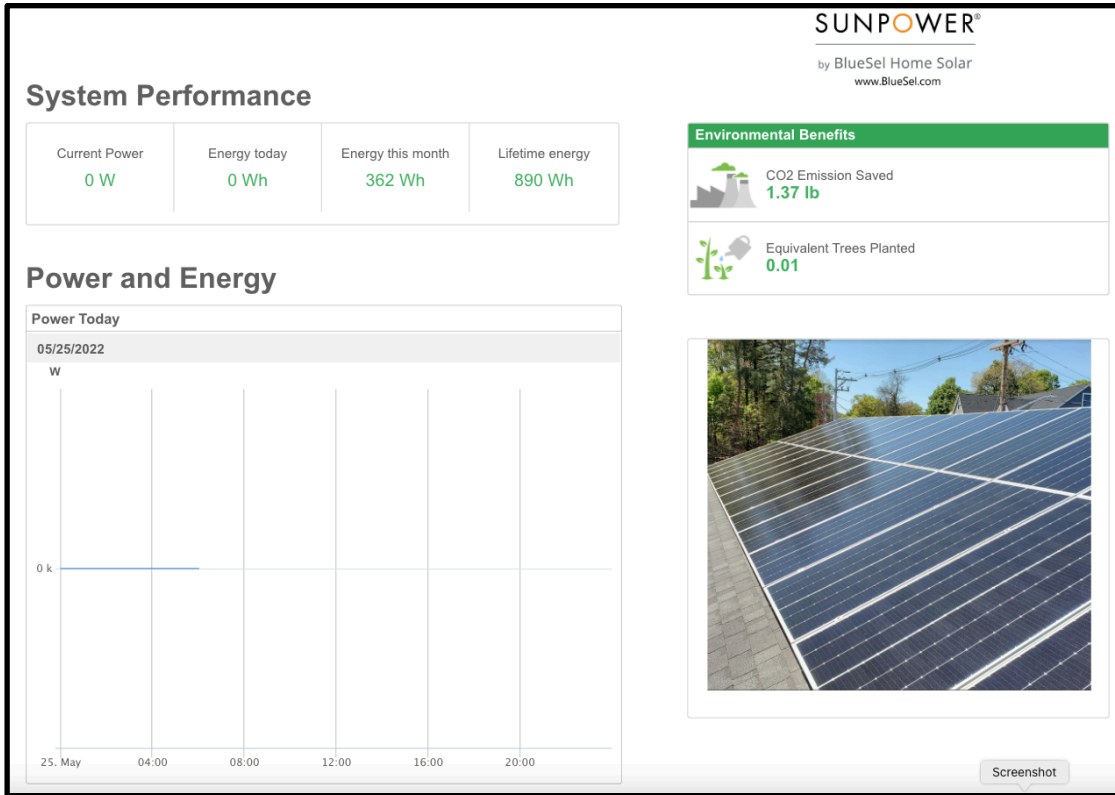 SUNPOWER®
by BlueSel Home Solar
www.BlueSel.com
System Performance
Current Power
0 W
Energy today
0 Wh
Energy this month
362 Wh
Lifetime energy
890 Wh
Environmental Benefits
CO2 Emission Saved
1.37 lb
Equivalent Trees Planted
0.01
Power and Energy
Power Today
05/25/2022
W
0 k
25. May
04:00
08:00
12:00
16:00
20:00
Screenshot